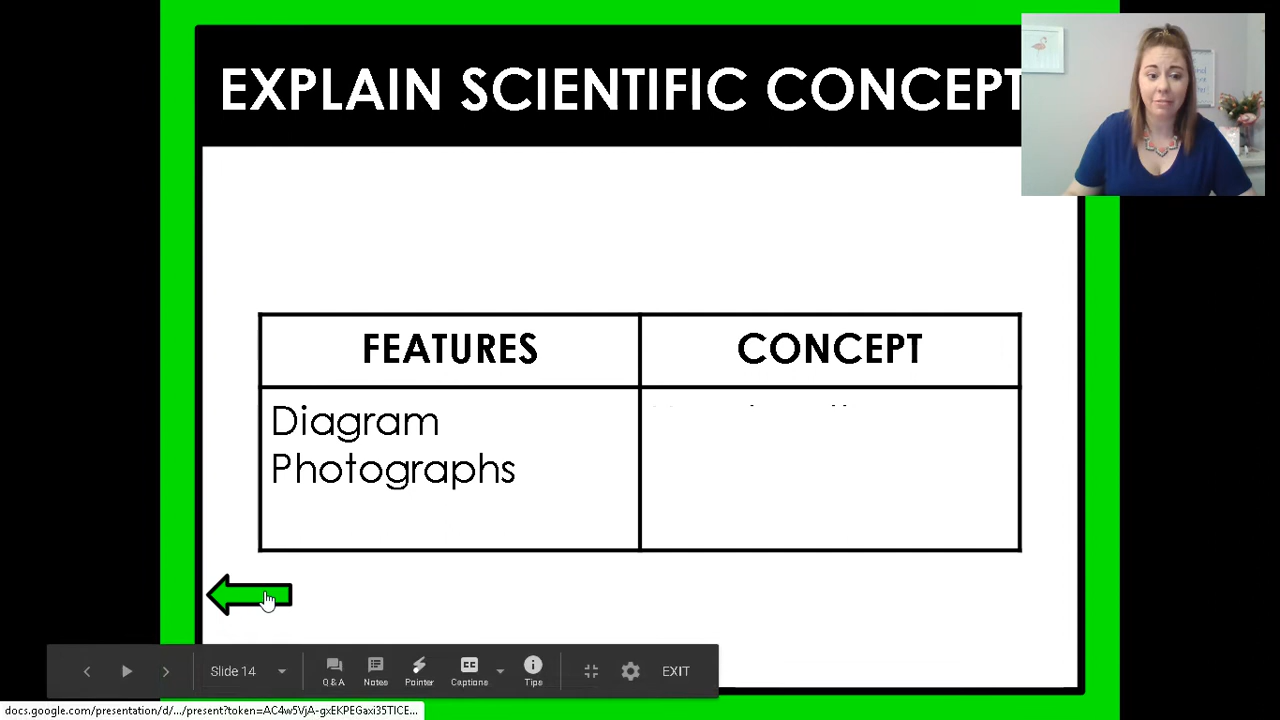 EXPLAIN SCIENTIFIC CONCEPT
FEATURES
CONCEPT
Diagram
Photographs
Slide 14
Q&A
Notes
Pointer
Captions
Tips
EXIT
docs.google.com/presentation/d/.../present?token=AC4w5VjA-gxEKPEGaxi35TICE...